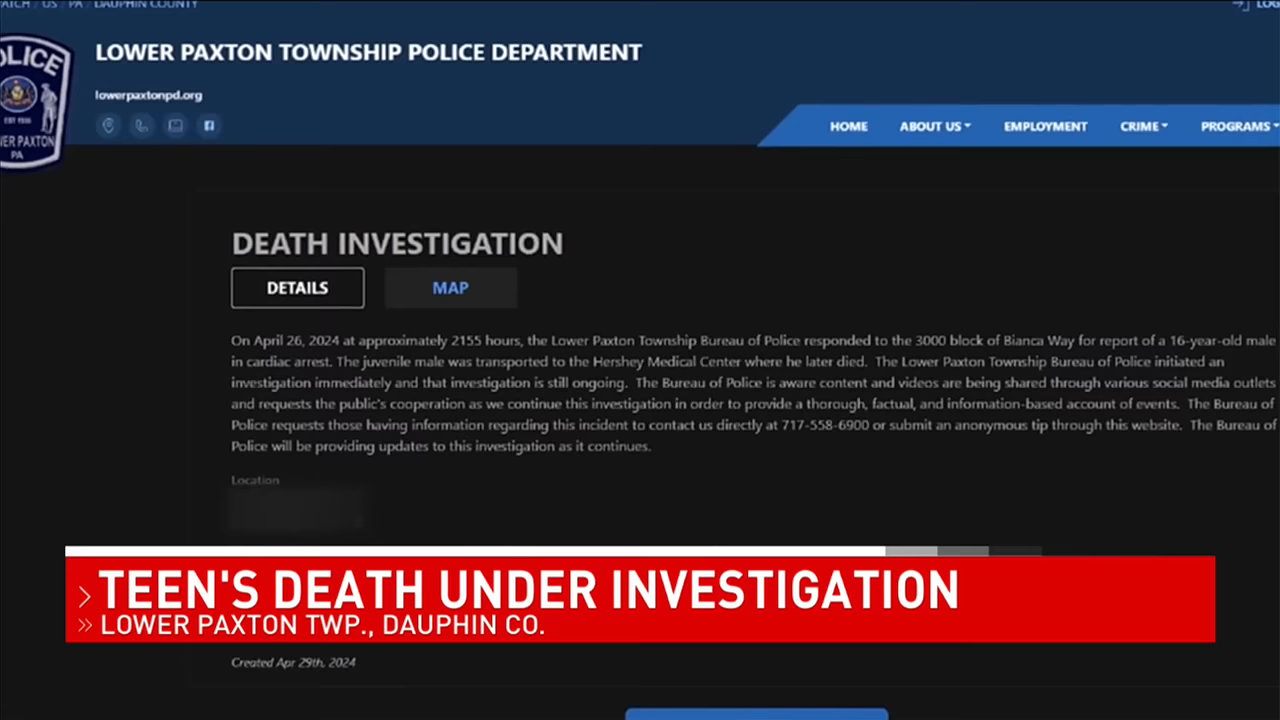 / US / PA / DAUPHIN COUNTY
LOWER PAXTON TOWNSHIP POLICE DEPARTMENT
lowerpaxtonpd.org
POLICE
LOWER PAXTON
PA
HOME ABOUT US EMPLOYMENT CRIME PROGRAMS
DEATH INVESTIGATION
DETAILS MAP
On April 26, 2024 at approximately 2155 hours, the Lower Paxton Township Bureau of Police responded to the 3000 block of Bianca Way for report of a 16-year-old male
in cardiac arrest. The juvenile male was transported to the Hershey Medical Center where he later died. The Lower Paxton Township Bureau of Police initiated an
investigation immediately and that investigation is still ongoing. The Bureau of Police is aware content and videos are being shared through various social media outlets
and requests the public's cooperation as we continue this investigation in order to provide a thorough, factual, and information-based account of events. The Bureau of
Police requests those having information regarding this incident to contact us directly at 717-558-6900 or submit an anonymous tip through this website. The Bureau of
Police will be providing updates to this investigation as it continues.
Location
TEEN'S DEATH UNDER INVESTIGATION
LOWER PAXTON TWP., DAUPHIN CO.
Created Apr 29th, 2024